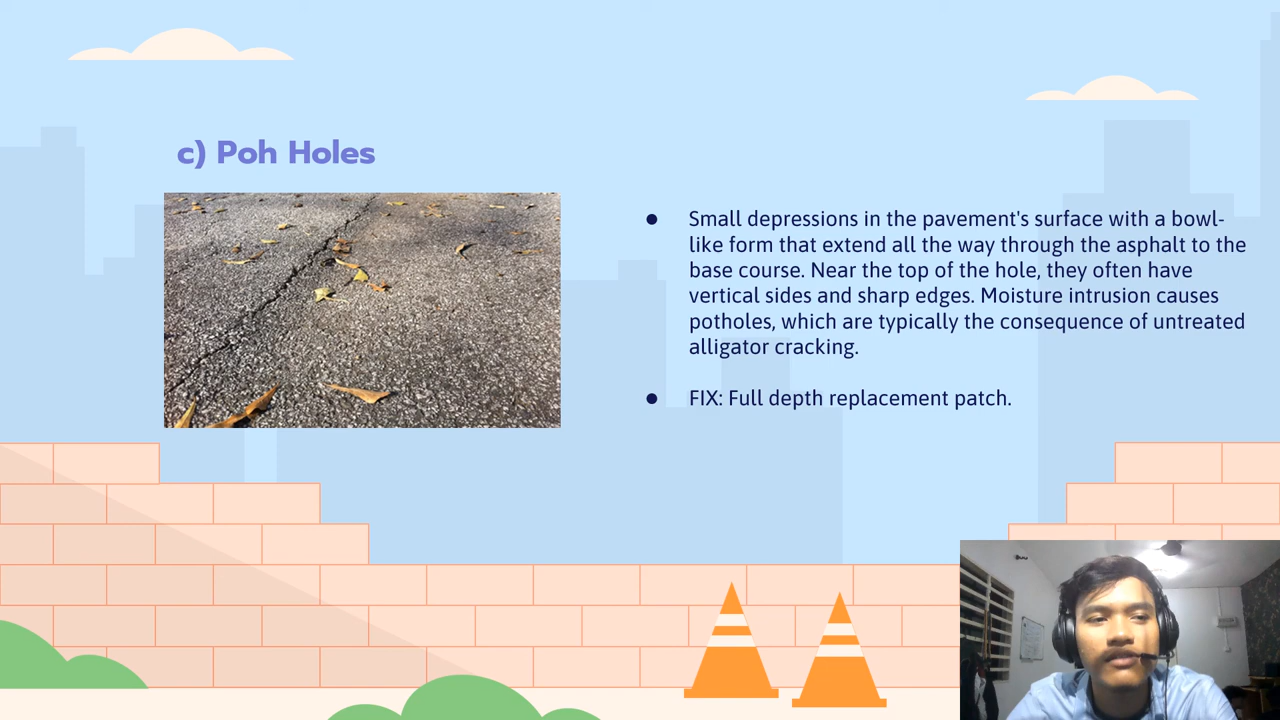 c) Poh Holes
● Small depressions in the pavement's surface with a bowl-
like form that extend all the way through the asphalt to the
base course. Near the top of the hole, they often have
vertical sides and sharp edges. Moisture intrusion causes
potholes, which are typically the consequence of untreated
alligator cracking.
● FIX: Full depth replacement patch.